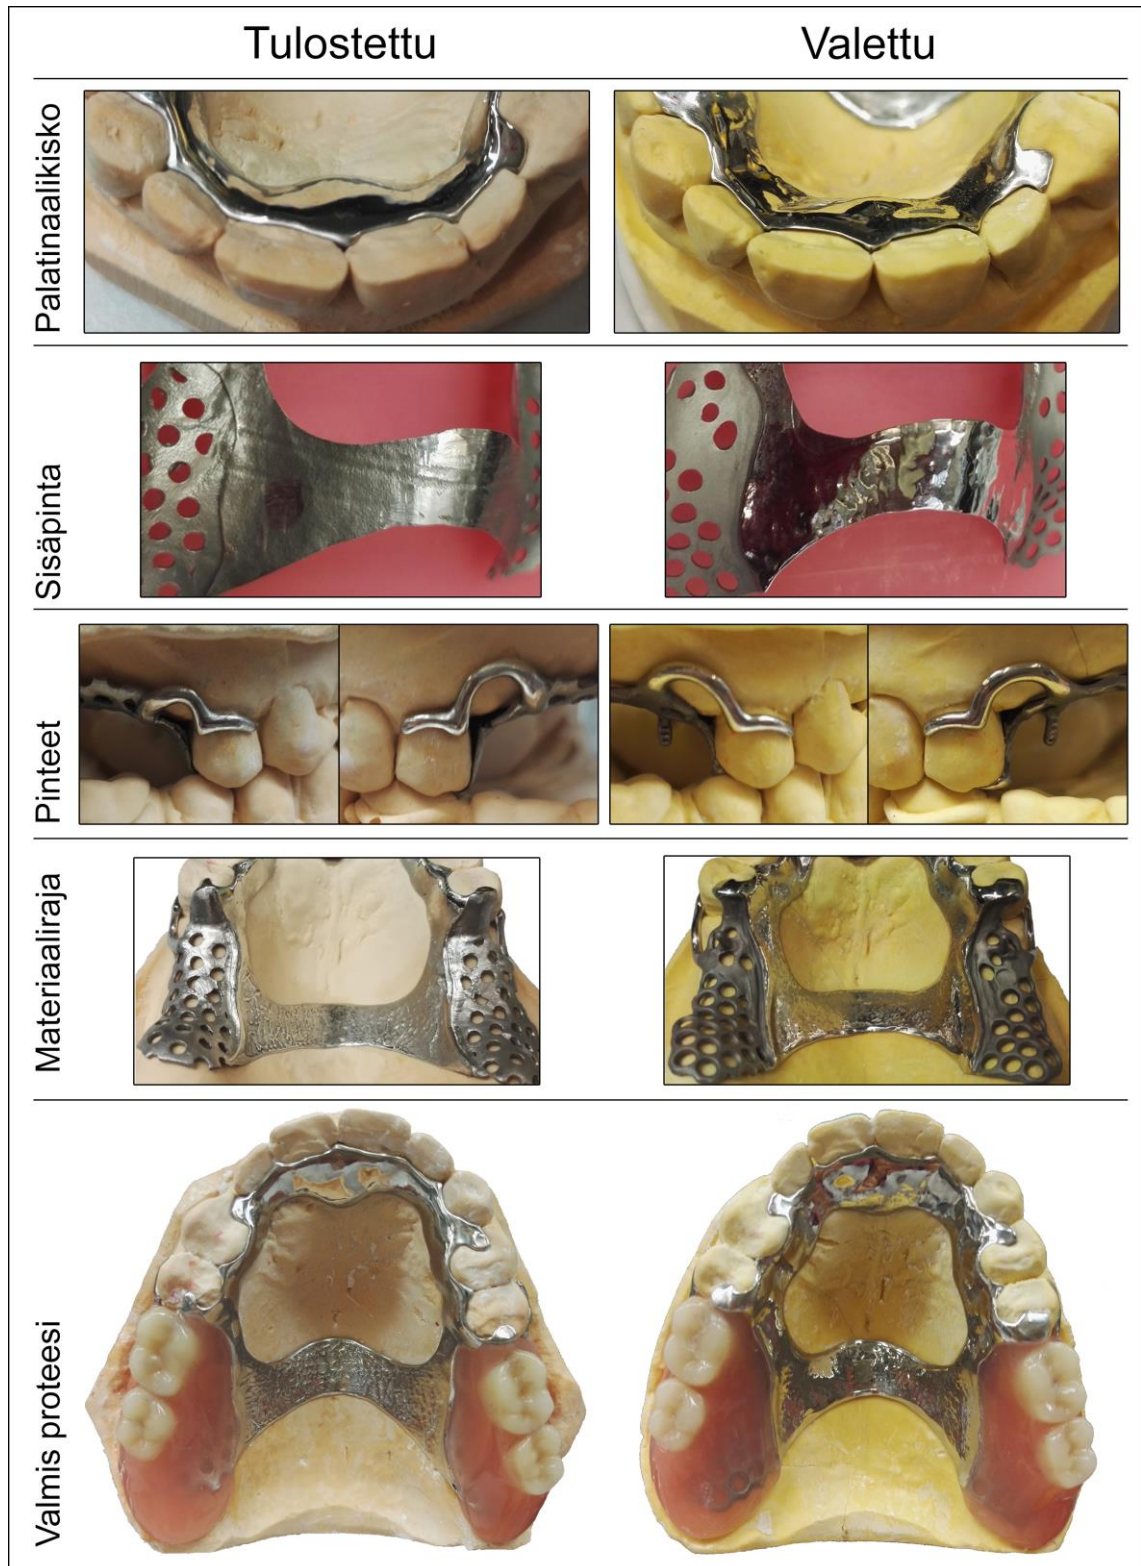 Tulostettu
Valettu
Palatinaalikisko
Sisäpinta
Pinteet
Materiaaliraja
Valmis proteesi